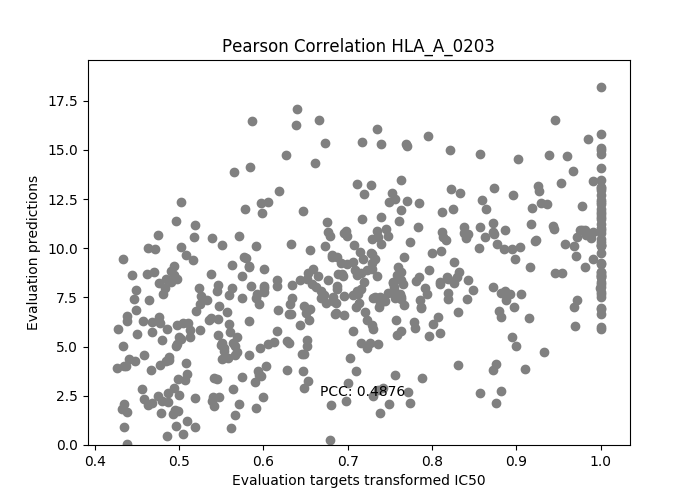 Pearson Correlation HLA_A_0203
Evaluation predictions
17.5
15.0
12.5
10.0
7.5
5.0
2.5
0.0
PCC: 0.4876
0.4 0.5 0.6 0.7 0.8 0.9 1.0
Evaluation targets transformed IC50